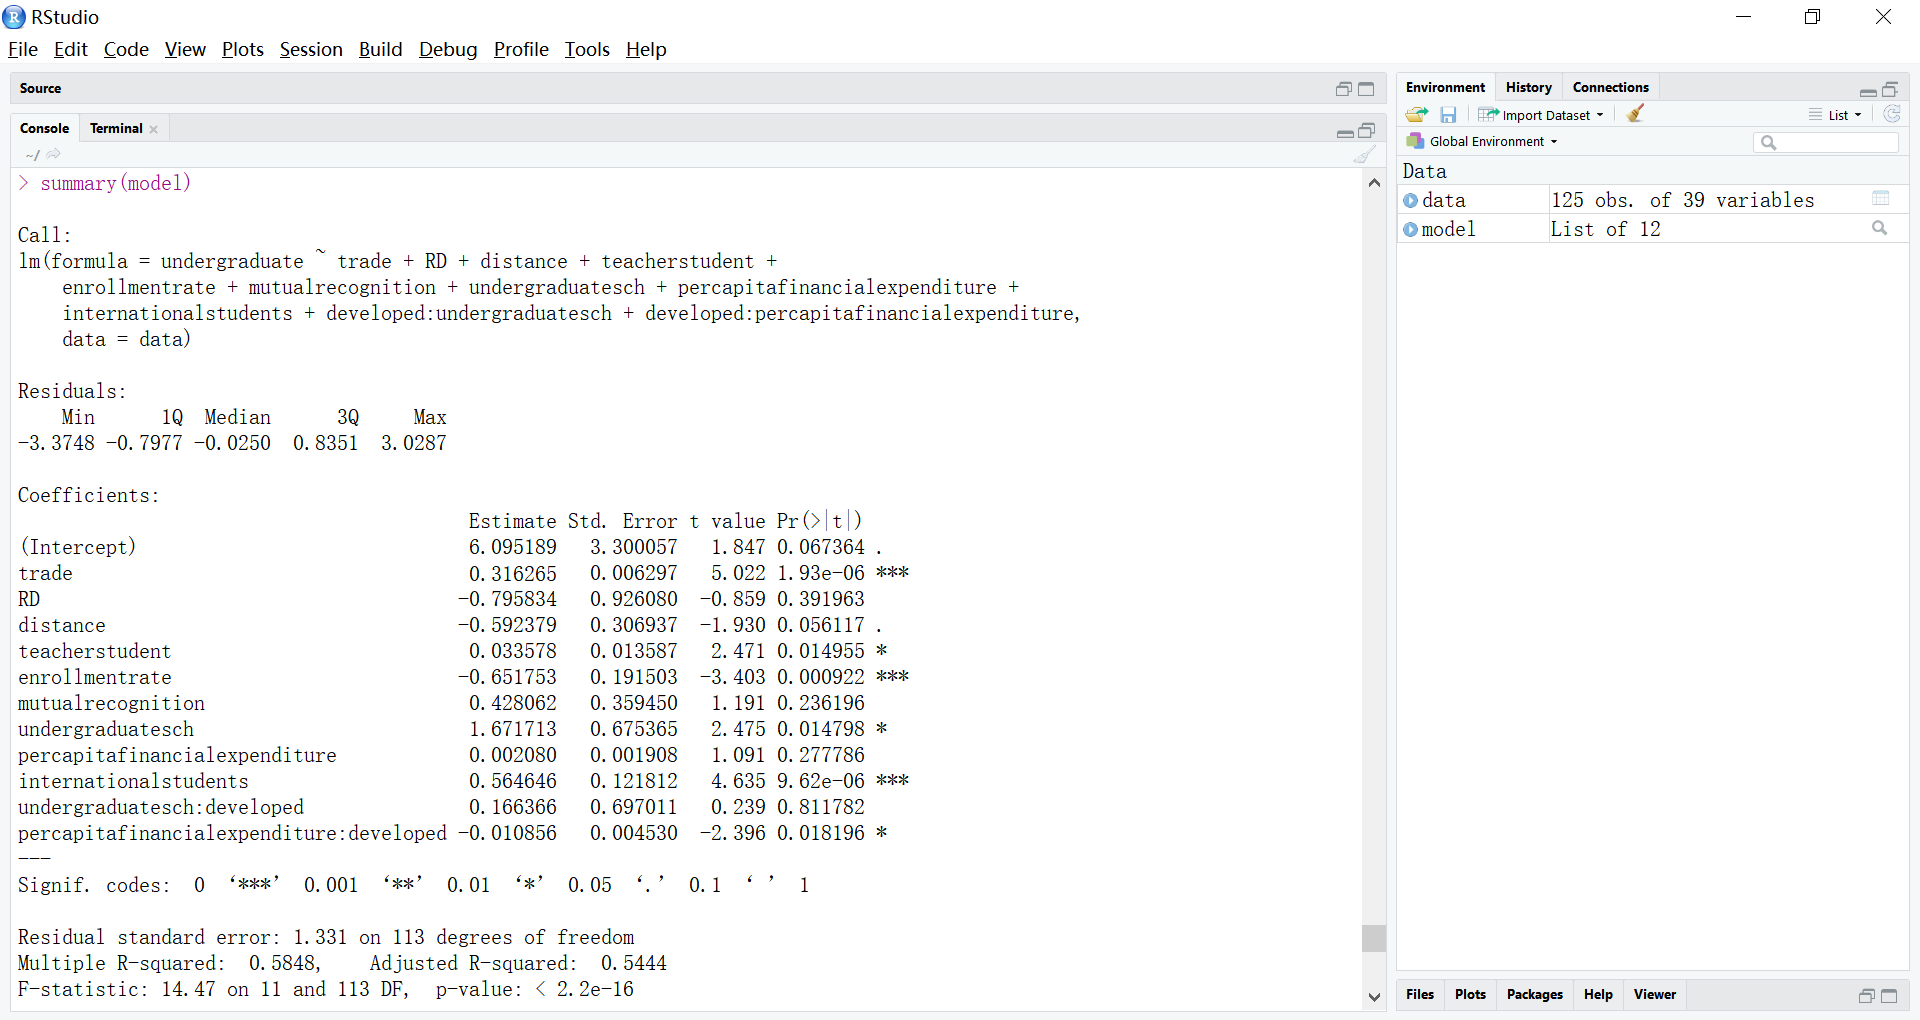 RStudio
File Edit Code View Plots Session Build Debug Profile Tools Help
Source
Console Terminal
~/
> summary(model)
Call:
lm(formula = undergraduate ~ trade + RD + distance + teacherstudent +
    enrollmentrate + mutualrecognition + undergraduatesch + percapitafinancialexpenditure +
    internationalstudents + developed:undergraduatesch + developed:percapitafinancialexpenditure,
    data = data)
Residuals:
    Min      1Q  Median      3Q     Max
-3.3748 -0.7977 -0.0250  0.8351  3.0287
Coefficients:
Estimate Std. Error t value Pr(>|t|)
(Intercept) 6.095189 3.300057 1.847 0.067364 .
trade 0.316265 0.006297 5.022 1.93e-06 ***
RD -0.795834 0.926080 -0.859 0.391963
distance -0.592379 0.306937 -1.930 0.056117 .
teacherstudent 0.033578 0.013587 2.471 0.014955 *
enrollmentrate -0.651753 0.191503 -3.403 0.000922 ***
mutualrecognition 0.428062 0.359450 1.191 0.236196
undergraduatesch 1.671713 0.675365 2.475 0.014798 *
percapitafinancialexpenditure 0.002080 0.001908 1.091 0.277786
internationalstudents 0.564646 0.121812 4.635 9.62e-06 ***
undergraduatesch:developed 0.166366 0.697011 0.239 0.811782
percapitafinancialexpenditure:developed -0.010856 0.004530 -2.396 0.018196 *
---
Signif. codes:  0 ‘***’ 0.001 ‘**’ 0.01 ‘*’ 0.05 ‘.’ 0.1 ‘ ’ 1
Residual standard error: 1.331 on 113 degrees of freedom
Multiple R-squared:  0.5848,    Adjusted R-squared:  0.5444
F-statistic: 14.47 on 11 and 113 DF,  p-value: < 2.2e-16
Environment History Connections
Import Dataset List
Global Environment
Data
data 125 obs. of 39 variables
model List of 12
Files Plots Packages Help Viewer